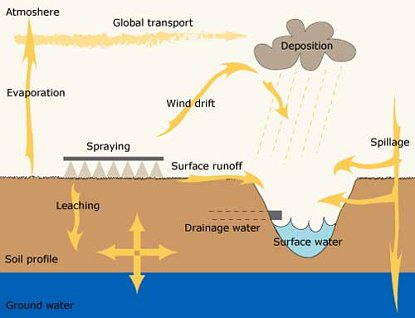 Atmoshere
Global transport
Deposition
Evaporation
Wind drift
Spraying
Spillage
Surface runoff
Leaching
Drainage water
Surface water
Soil profile
Ground water